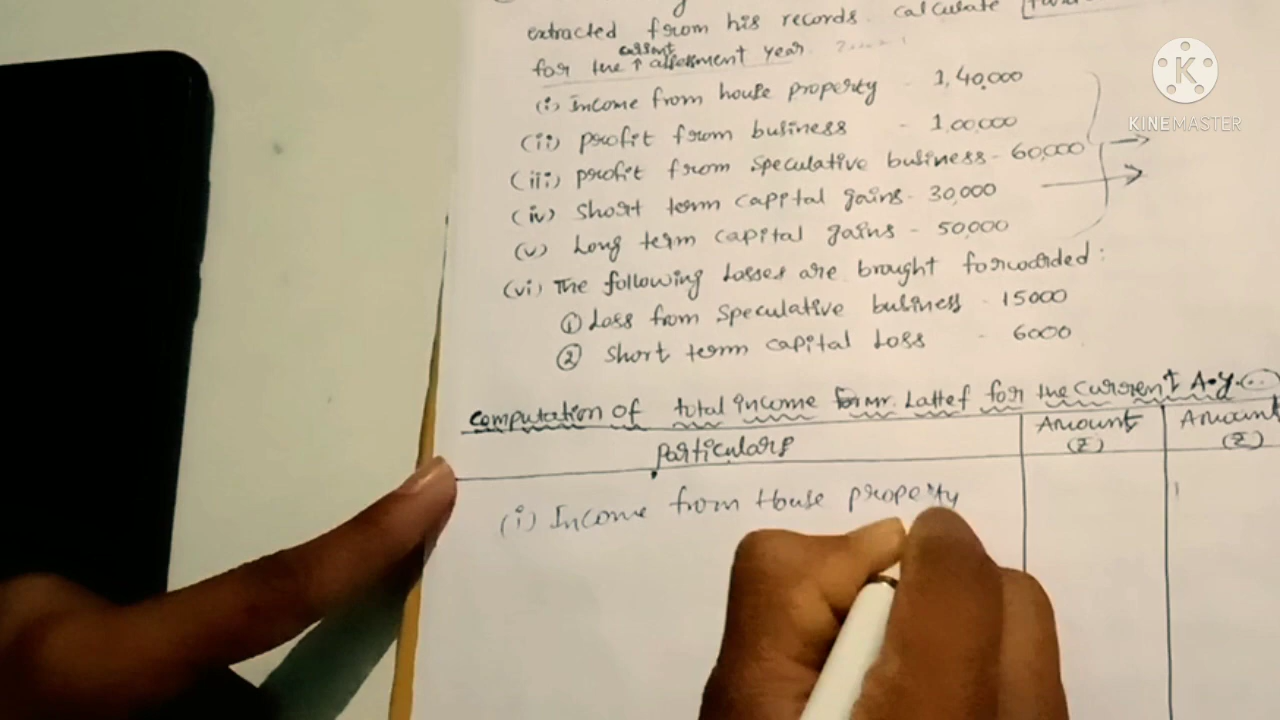 extracted from his records. calculate
for the ↑ assessment year.
current
(i) Income from house property - 1,40,000
(ii) profit from business - 1,00,000
(iii) profit from speculative business - 60,000
(iv) short term capital gains - 30,000
(v) Long term capital gains - 50,000
(vi) The following Losses are brought forwarded :
① Loss from speculative business - 15000
② short term capital Loss - 6000
computation of total income for Mr. Lattef for the current A.y.
particulars Amount (₹) Amount (₹)
(i) Income from House property
K
KINEMASTER